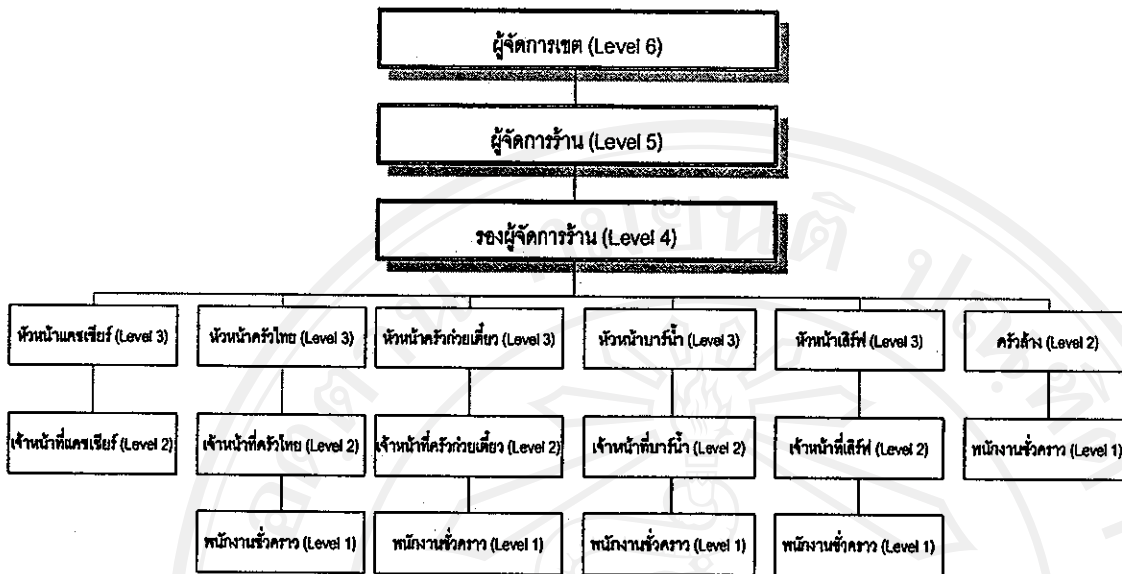 ผู้จัดการเขต (Level 6)
ผู้จัดการร้าน (Level 5)
รองผู้จัดการร้าน (Level 4)
หัวหน้าแคชเชียร์ (Level 3)
หัวหน้าครัวไทย (Level 3)
หัวหน้าครัวก๋วยเตี๋ยว (Level 3)
หัวหน้าบาร์น้ำ (Level 3)
หัวหน้าเสิร์ฟ (Level 3)
ครัวล้าง (Level 2)
เจ้าหน้าที่แคชเชียร์ (Level 2)
เจ้าหน้าที่ครัวไทย (Level 2)
เจ้าหน้าที่ครัวก๋วยเตี๋ยว (Level 2)
เจ้าหน้าที่บาร์น้ำ (Level 2)
เจ้าหน้าที่เสิร์ฟ (Level 2)
พนักงานชั่วคราว (Level 1)
พนักงานชั่วคราว (Level 1)
พนักงานชั่วคราว (Level 1)
พนักงานชั่วคราว (Level 1)
พนักงานชั่วคราว (Level 1)